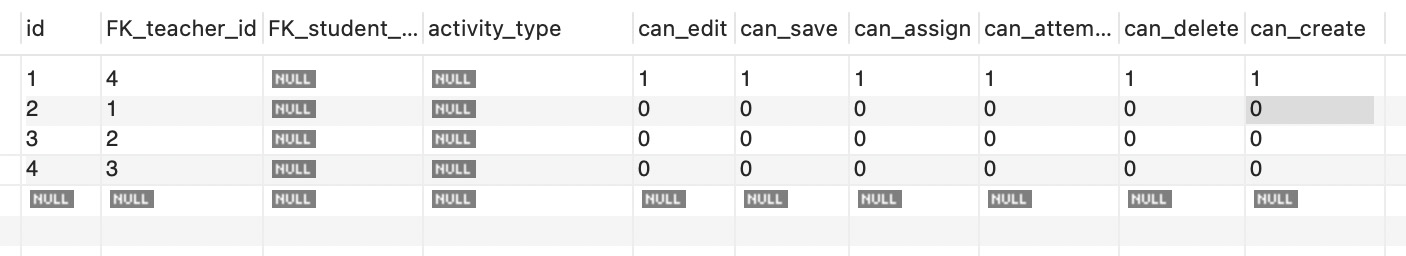 id FK_teacher_id FK_student_... activity_type can_edit can_save can_assign can_attem... can_delete can_create
1 4 NULL NULL 1 1 1 1 1 1
2 1 NULL NULL 0 0 0 0 0 0
3 2 NULL NULL 0 0 0 0 0 0
4 3 NULL NULL 0 0 0 0 0 0
NULL NULL NULL NULL NULL NULL NULL NULL NULL NULL